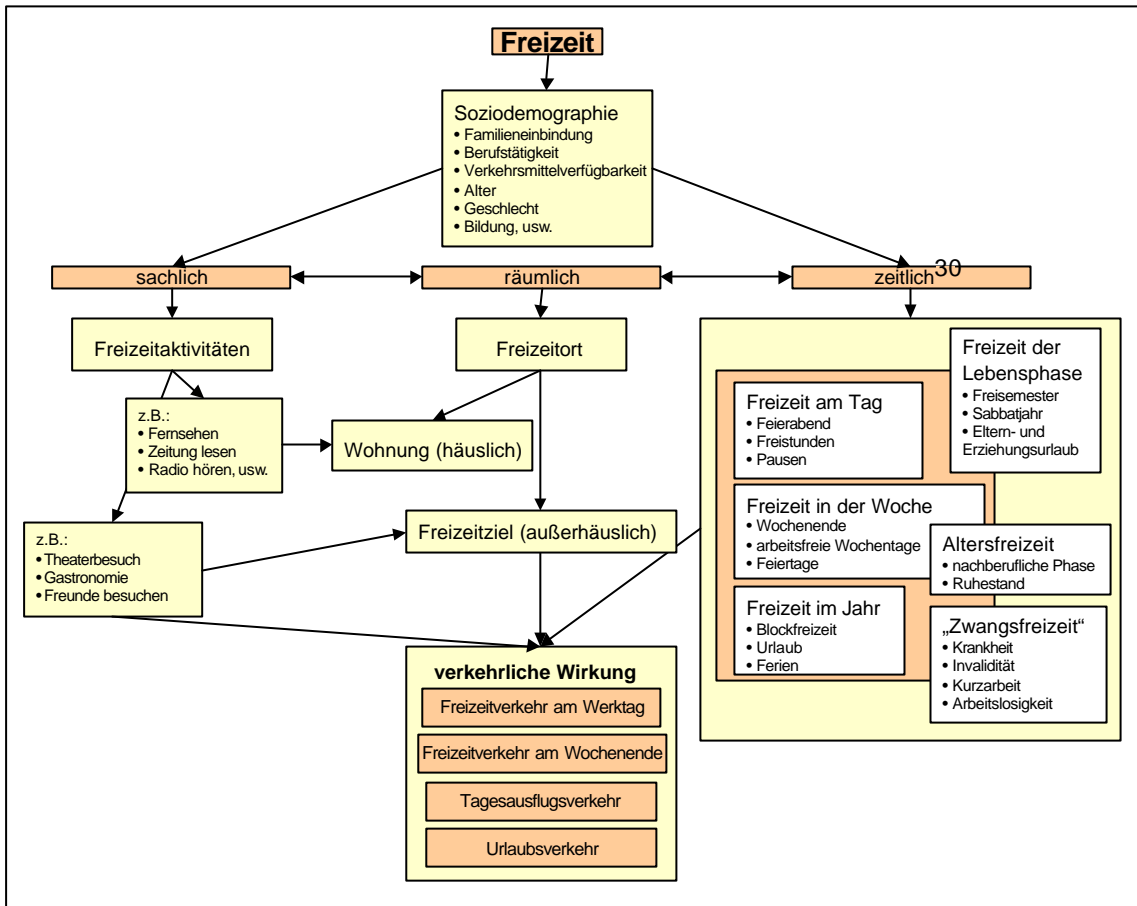 Freizeit
Soziodemographie
• Familieneinbindung
• Berufstätigkeit
• Verkehrsmittelverfügbarkeit
• Alter
• Geschlecht
• Bildung, usw.
sachlich
räumlich
zeitlich30
Freizeitaktivitäten
z.B.:
• Fernsehen
• Zeitung lesen
• Radio hören, usw.
z.B.:
• Theaterbesuch
• Gastronomie
• Freunde besuchen
Freizeitort
Wohnung (häuslich)
Freizeitziel (außerhäuslich)
Freizeit der
Lebensphase
• Freisemester
• Sabbatjahr
• Eltern- und
Erziehungsurlaub
Freizeit am Tag
• Feierabend
• Freistunden
• Pausen
Freizeit in der Woche
• Wochenende
• arbeitsfreie Wochentage
• Feiertage
Altersfreizeit
• nachberufliche Phase
• Ruhestand
Freizeit im Jahr
• Blockfreizeit
• Urlaub
• Ferien
„Zwangsfreizeit“
• Krankheit
• Invalidität
• Kurzarbeit
• Arbeitslosigkeit
verkehrliche Wirkung
Freizeitverkehr am Werktag
Freizeitverkehr am Wochenende
Tagesausflugsverkehr
Urlaubsverkehr